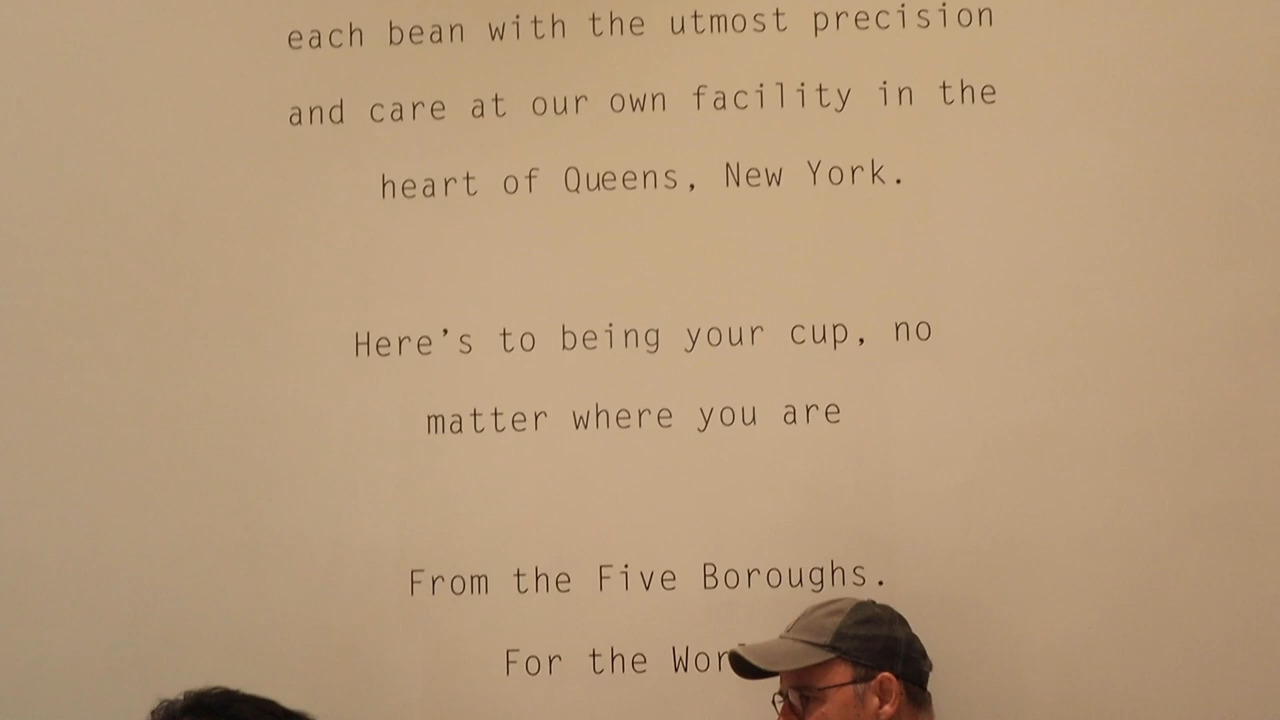 each bean with the utmost precision
and care at our own facility in the
heart of Queens, New York.
Here's to being your cup, no
matter where you are
From the Five Boroughs.
For the